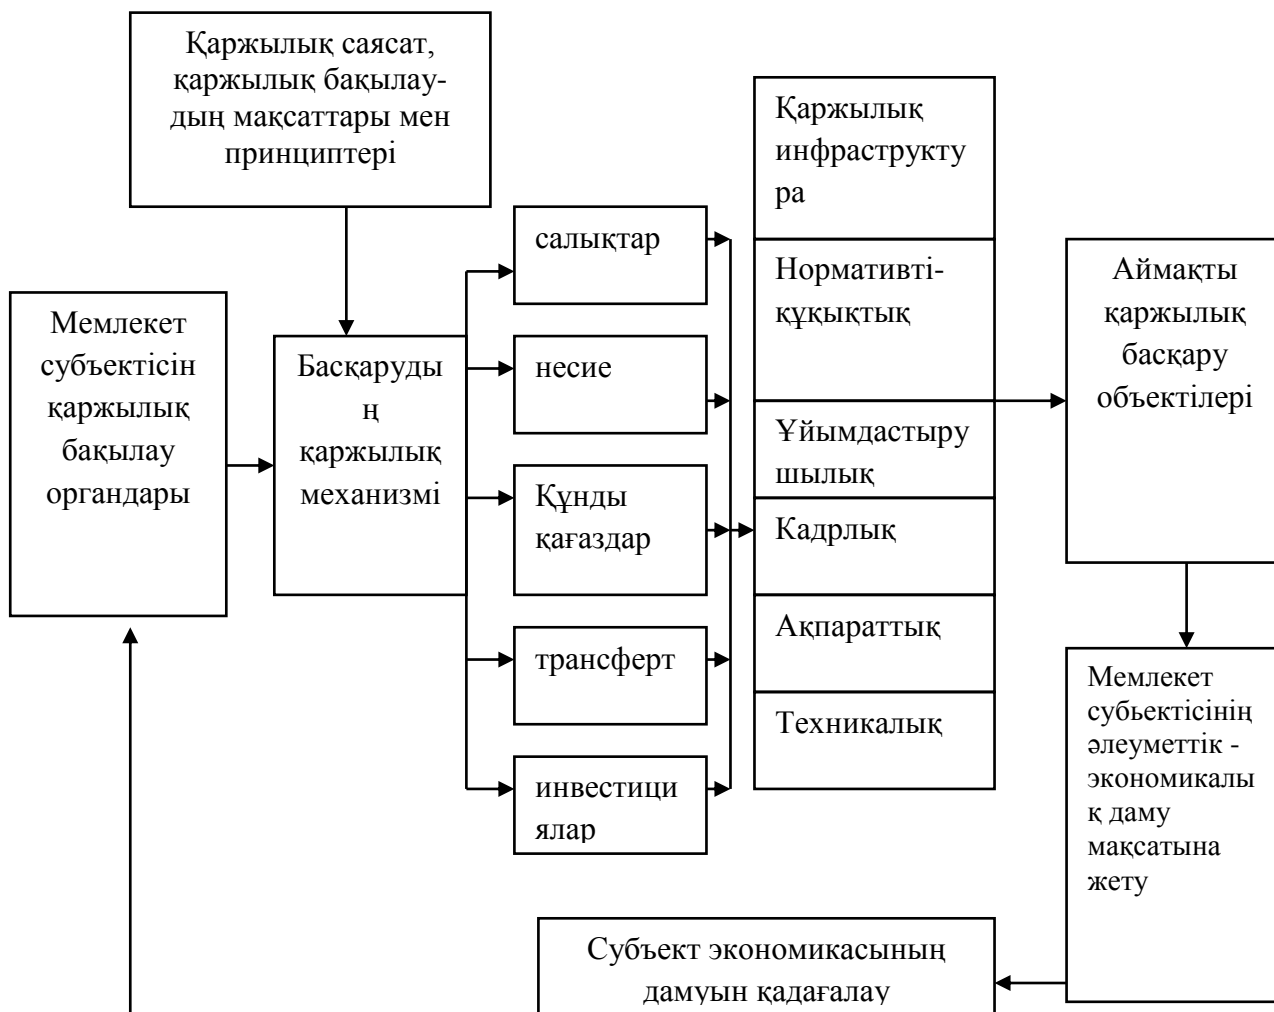 Қаржылық саясат,
қаржылық бақылау-
дың мақсаттары мен
принциптері
Мемлекет
субъектісін
қаржылық
бақылау
органдары
Басқаруды
ң
қаржылық
механизмі
салықтар
несие
Құнды
қағаздар
трансферт
инвестици
ялар
Қаржылық
инфраструкту
ра
Нормативті-
құқықтық
Ұйымдастыру
шылық
Кадрлық
Ақпараттық
Техникалық
Аймақты
қаржылық
басқару
объектілері
Мемлекет
субьектісінің
әлеуметтік -
экономикалы
қ даму
мақсатына
жету
Субъект экономикасының
дамуын қадағалау